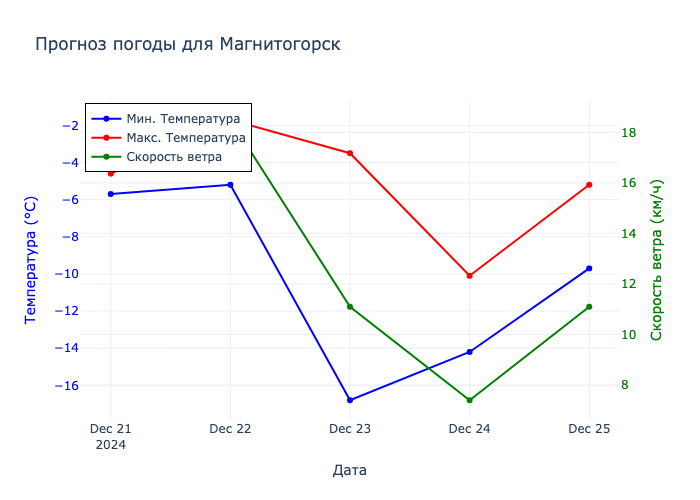 Прогноз погоды для Магнитогорск
Мин. Температура
Макс. Температура
Скорость ветра
Температура (°C)
−2
−4
−6
−8
−10
−12
−14
−16
18
16
14
12
10
8
Скорость ветра (км/ч)
Dec 21
2024
Dec 22
Dec 23
Dec 24
Dec 25
Дата